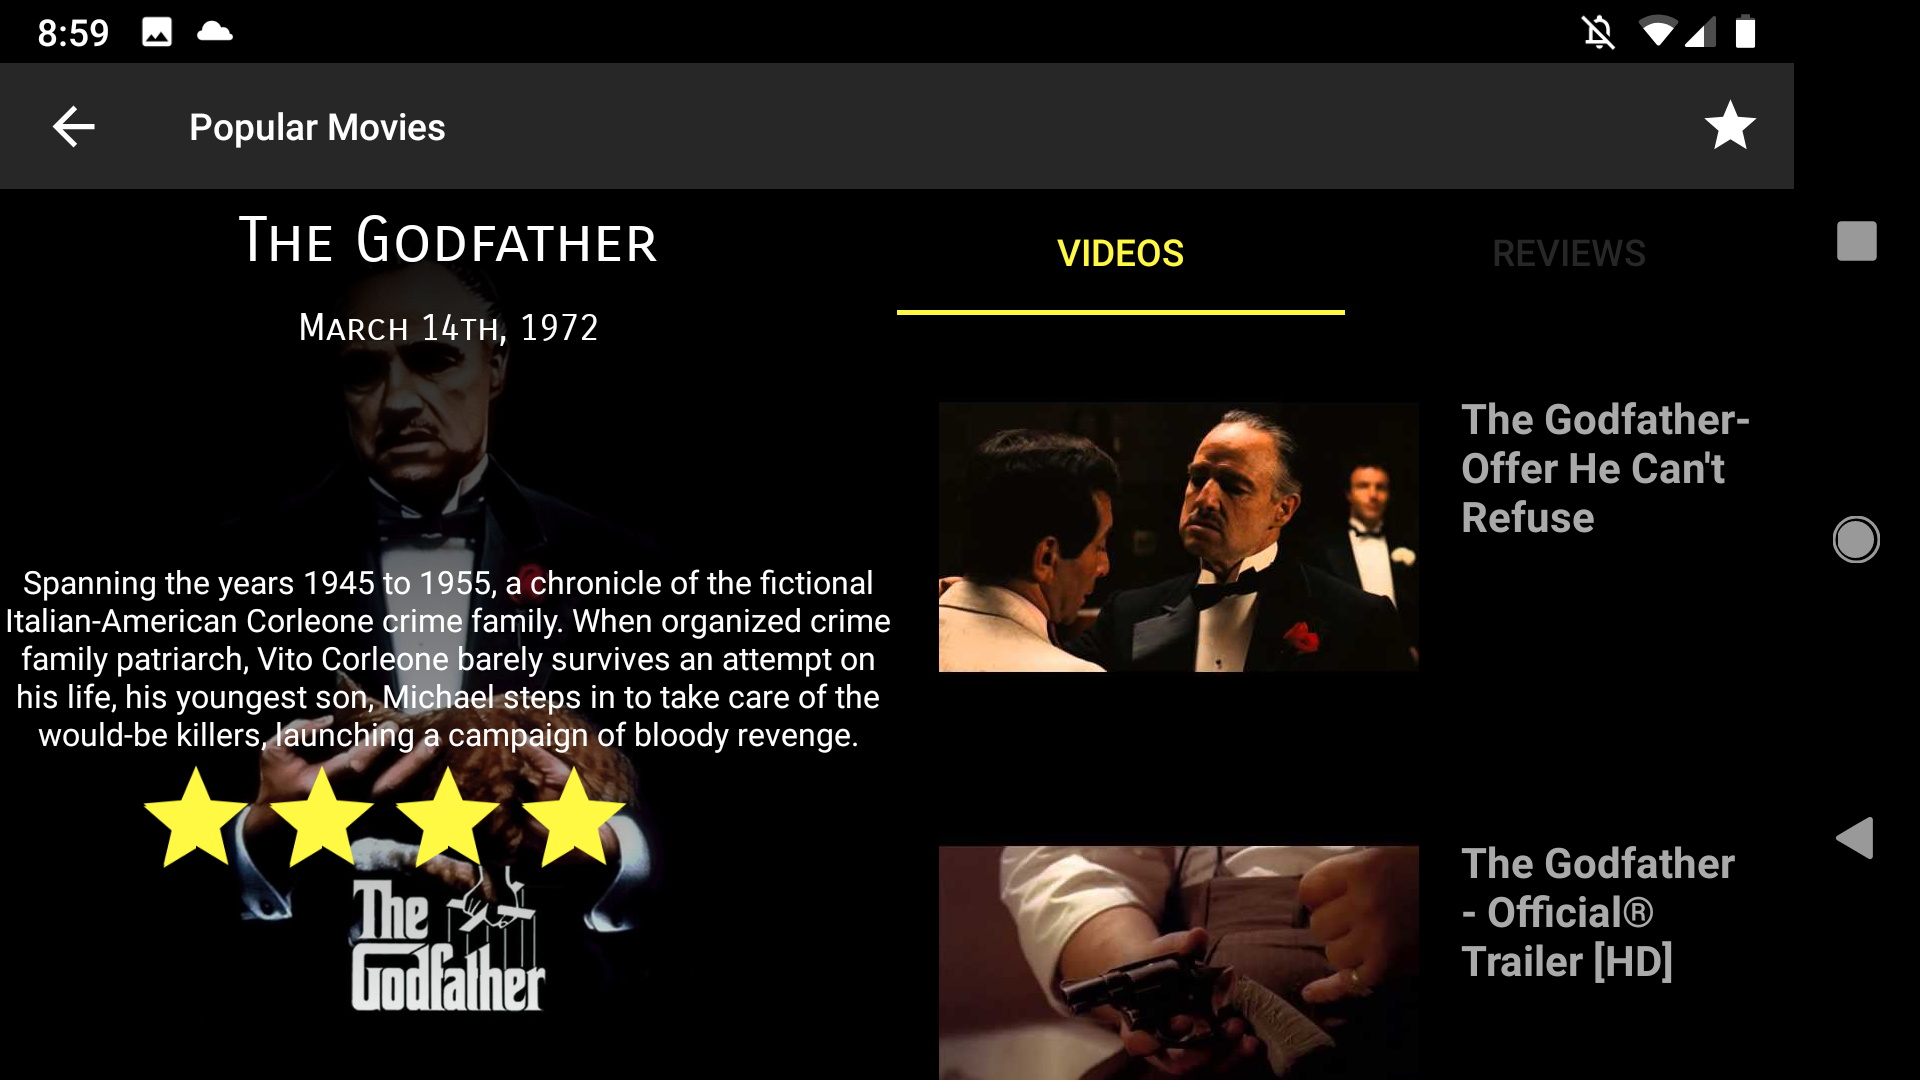 8:59
Popular Movies
The Godfather
March 14th, 1972
Spanning the years 1945 to 1955, a chronicle of the fictional
Italian-American Corleone crime family. When organized crime
family patriarch, Vito Corleone barely survives an attempt on
his life, his youngest son, Michael steps in to take care of the
would-be killers, launching a campaign of bloody revenge.
The
Godfather
VIDEOS
REVIEWS
The Godfather-
Offer He Can't
Refuse
The Godfather
- Official®
Trailer [HD]